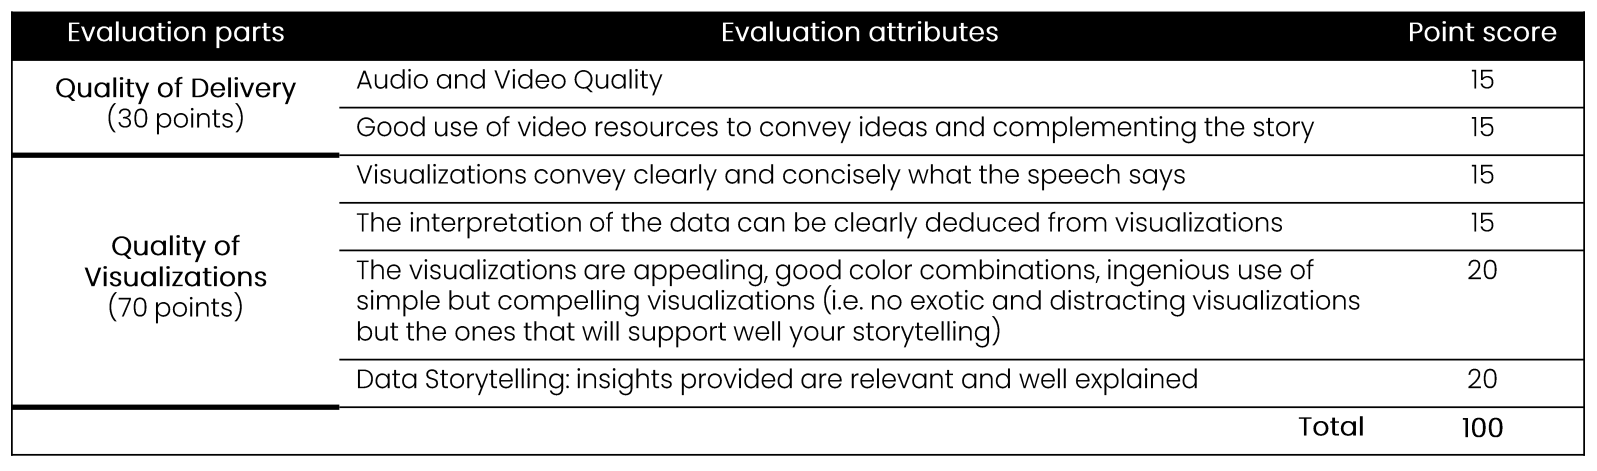 Evaluation parts Evaluation attributes Point score
Quality of Delivery
(30 points)
Audio and Video Quality 15
Good use of video resources to convey ideas and complementing the story 15
Quality of
Visualizations
(70 points)
Visualizations convey clearly and concisely what the speech says 15
The interpretation of the data can be clearly deduced from visualizations 15
The visualizations are appealing, good color combinations, ingenious use of 20
simple but compelling visualizations (i.e. no exotic and distracting visualizations
but the ones that will support well your storytelling)
Data Storytelling: insights provided are relevant and well explained 20
Total 100